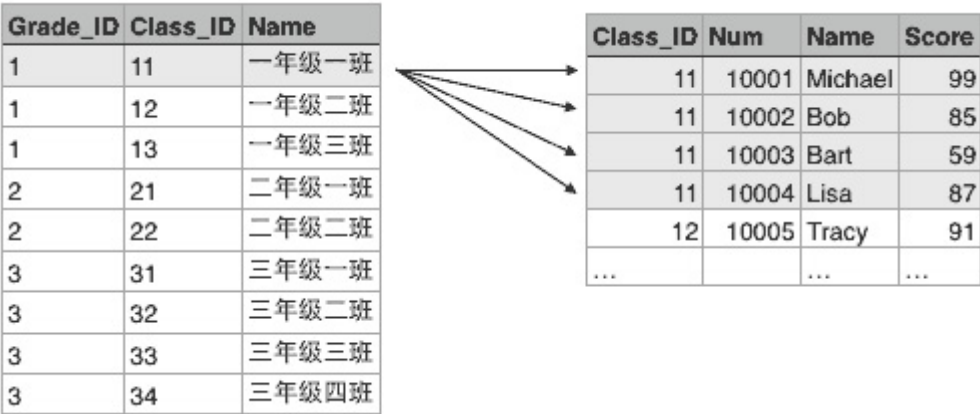 Grade_ID Class_ID Name
1 11 一年级一班
1 12 一年级二班
1 13 一年级三班
2 21 二年级一班
2 22 二年级二班
3 31 三年级一班
3 32 三年级二班
3 33 三年级三班
3 34 三年级四班
Class_ID Num Name Score
11 10001 Michael 99
11 10002 Bob 85
11 10003 Bart 59
11 10004 Lisa 87
12 10005 Tracy 91
... ... ...